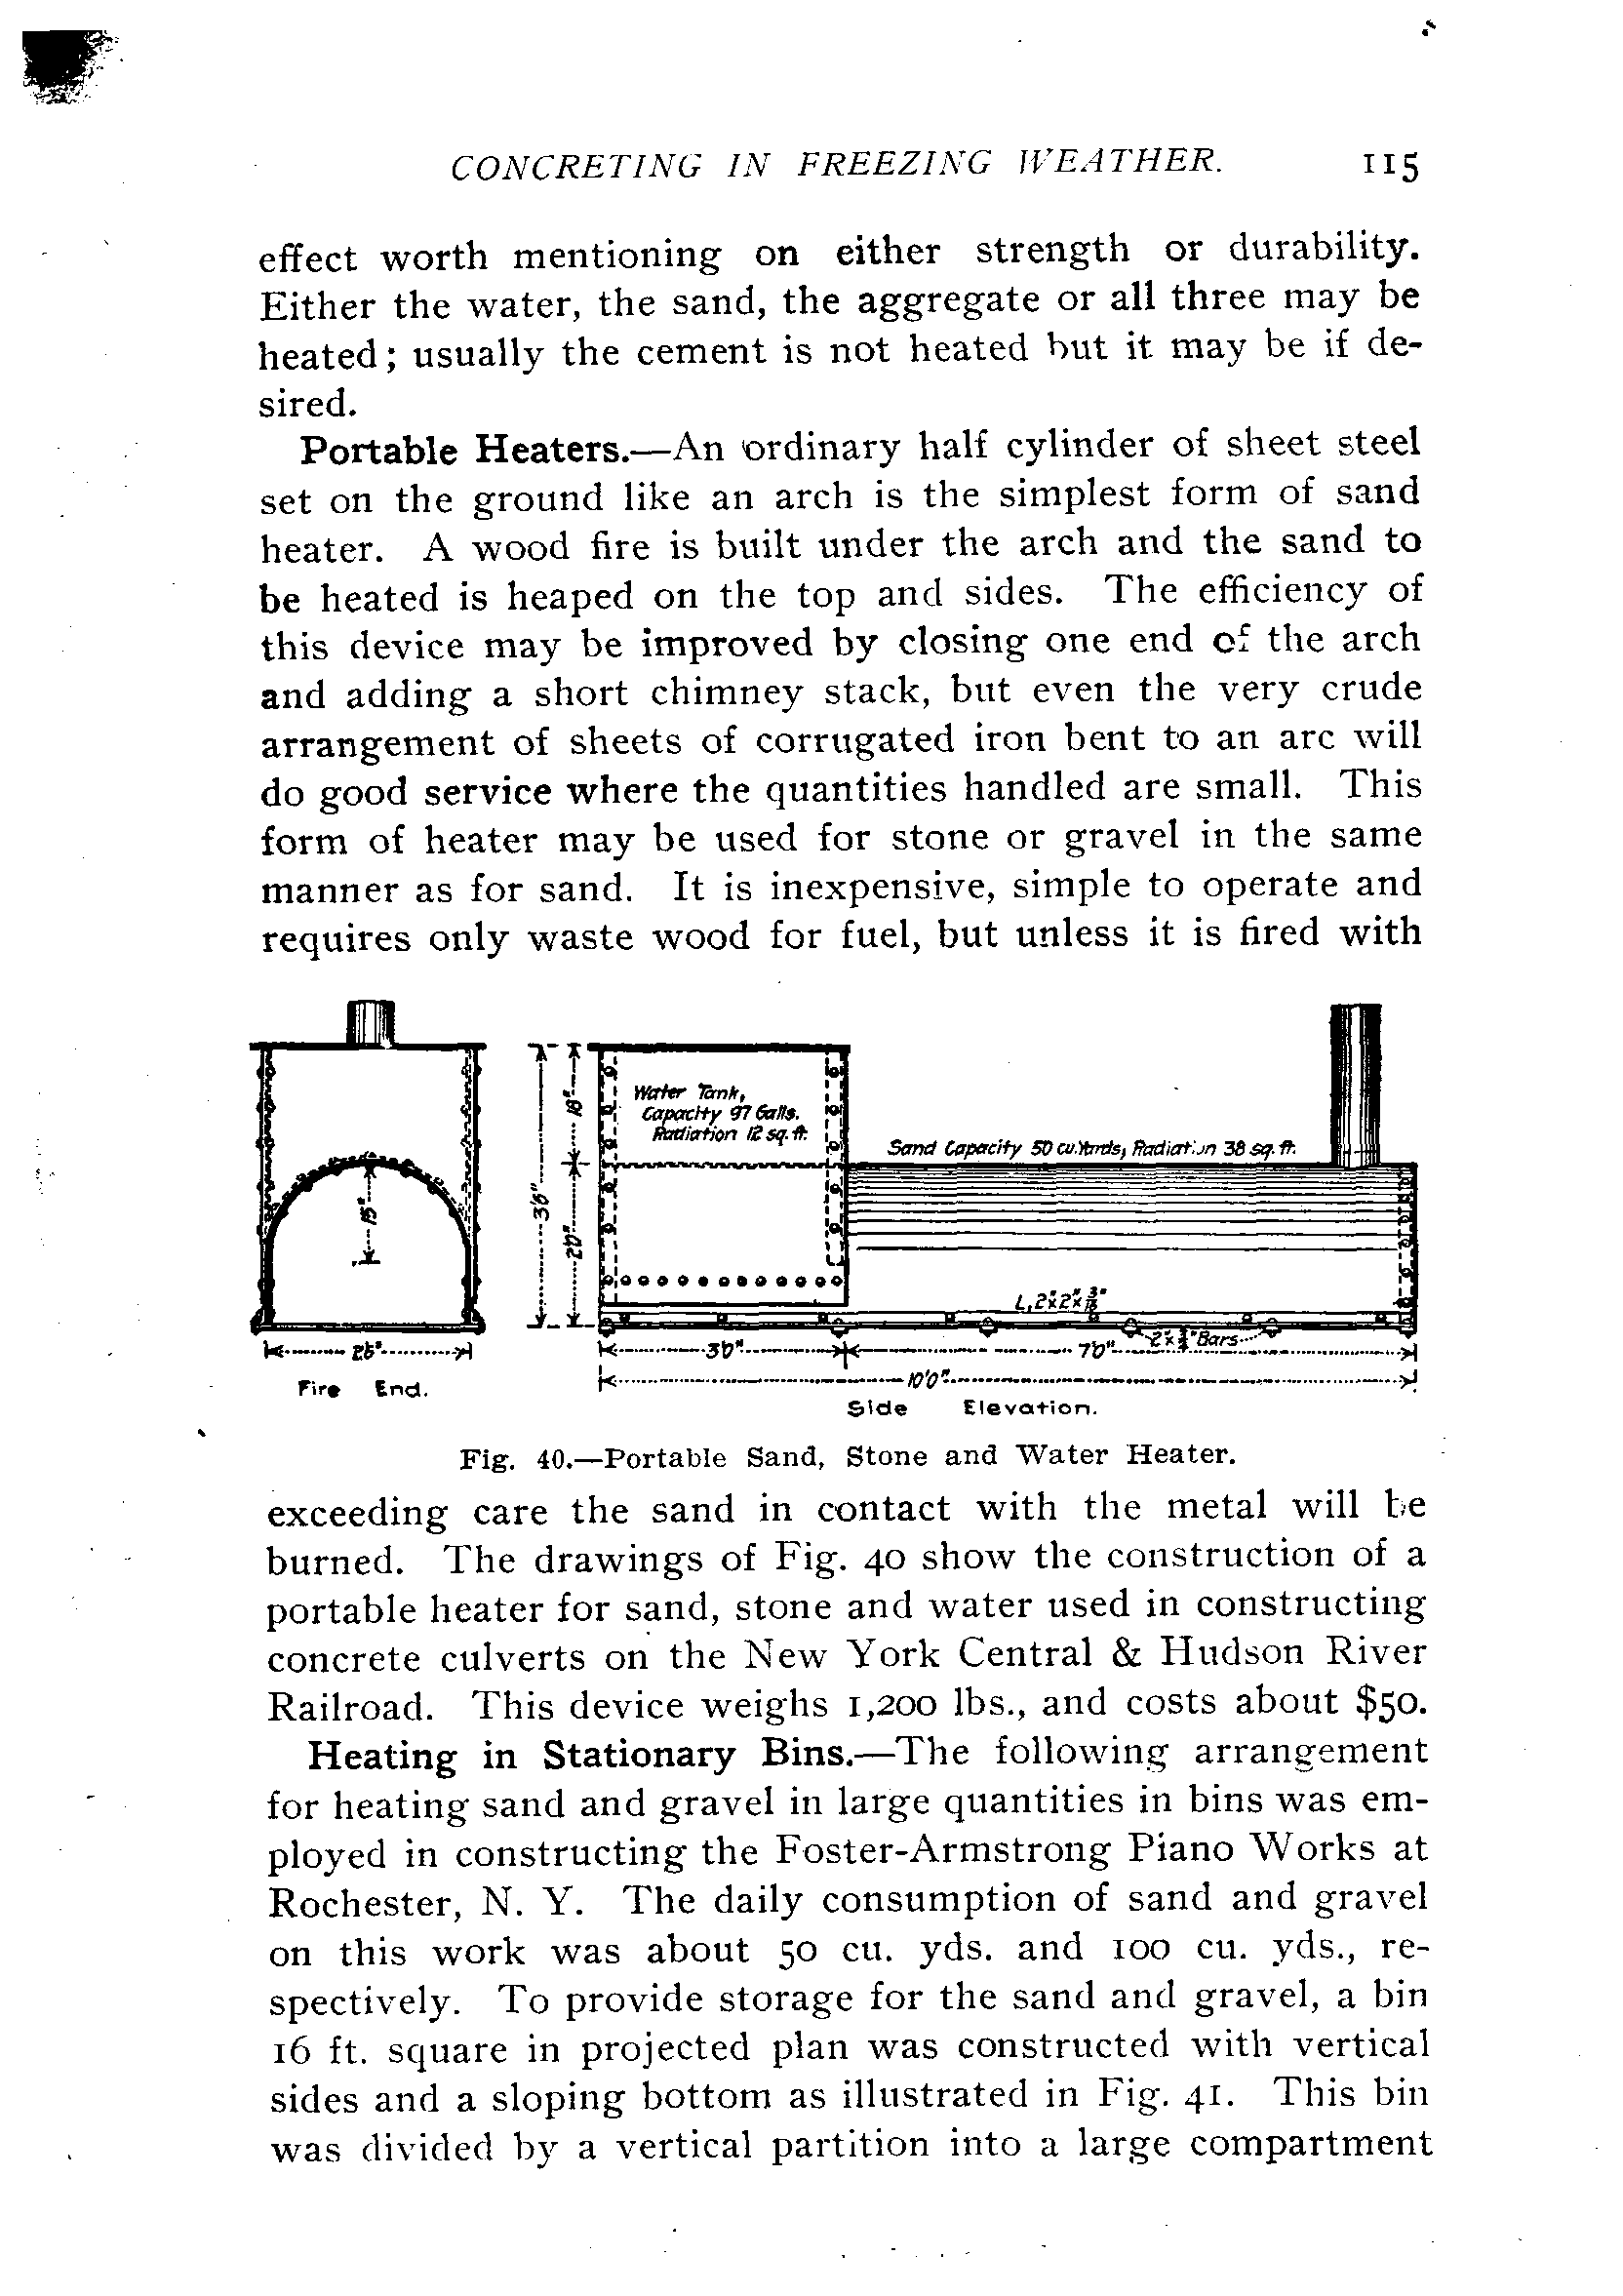 CONCRETING IN FREEZING WEATHER. 115
effect worth mentioning on either strength or durability.
Either the water, the sand, the aggregate or all three may be
heated; usually the cement is not heated but it may be if de-
sired.
Portable Heaters.—An ordinary half cylinder of sheet steel
set on the ground like an arch is the simplest form of sand
heater. A wood fire is built under the arch and the sand to
be heated is heaped on the top and sides. The efficiency of
this device may be improved by closing one end of the arch
and adding a short chimney stack, but even the very crude
arrangement of sheets of corrugated iron bent to an arc will
do good service where the quantities handled are small. This
form of heater may be used for stone or gravel in the same
manner as for sand. It is inexpensive, simple to operate and
requires only waste wood for fuel, but unless it is fired with
Water Tank,
Capacity 97 Galls.
Radiation 12 sq. ft.
Sand Capacity 50 cu. Yards, Radiation 38 sq. ft.
18"
15"
3'6"
20"
L, 2"x2"x3/16"
2"x1/4" Bars
2'6"
3'0"
7'0"
10'0"
Fire End.
Side Elevation.
Fig. 40.—Portable Sand, Stone and Water Heater.
exceeding care the sand in contact with the metal will be
burned. The drawings of Fig. 40 show the construction of a
portable heater for sand, stone and water used in constructing
concrete culverts on the New York Central & Hudson River
Railroad. This device weighs 1,200 lbs., and costs about $50.
Heating in Stationary Bins.—The following arrangement
for heating sand and gravel in large quantities in bins was em-
ployed in constructing the Foster-Armstrong Piano Works at
Rochester, N. Y. The daily consumption of sand and gravel
on this work was about 50 cu. yds. and 100 cu. yds., re-
spectively. To provide storage for the sand and gravel, a bin
16 ft. square in projected plan was constructed with vertical
sides and a sloping bottom as illustrated in Fig. 41. This bin
was divided by a vertical partition into a large compartment